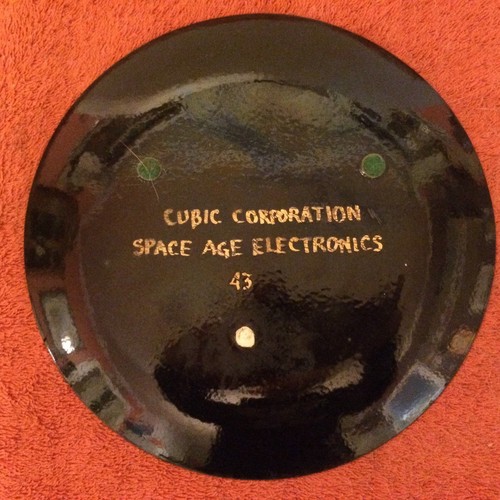 CUBIC CORPORATION
SPACE AGE ELECTRONICS
43